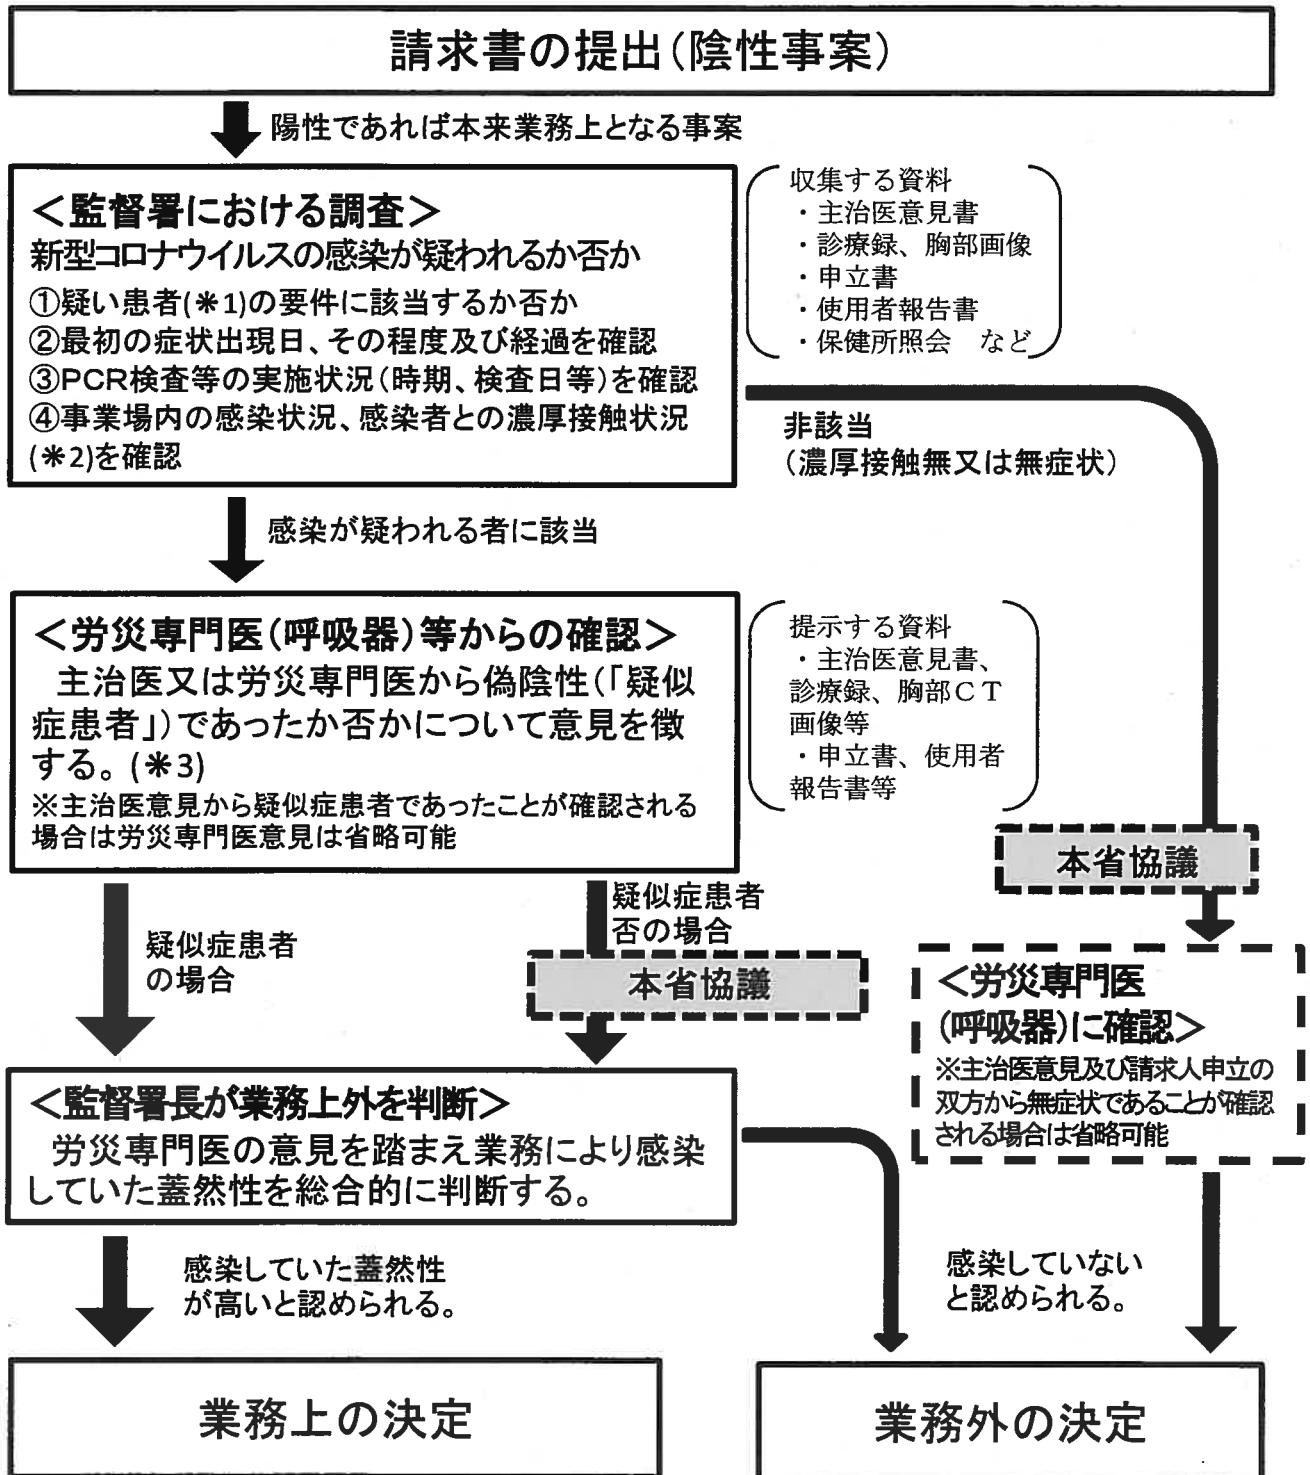 請求書の提出(陰性事案)
陽性であれば本来業務上となる事案
＜監督署における調査＞
新型コロナウイルスの感染が疑われるか否か
①疑い患者(＊1)の要件に該当するか否か
②最初の症状出現日、その程度及び経過を確認
③PCR検査等の実施状況(時期、検査日等)を確認
④事業場内の感染状況、感染者との濃厚接触状況
(＊2)を確認
収集する資料
・主治医意見書
・診療録、胸部画像
・申立書
・使用者報告書
・保健所照会　など
非該当
(濃厚接触無又は無症状)
感染が疑われる者に該当
＜労災専門医(呼吸器)等からの確認＞
主治医又は労災専門医から偽陰性(「疑似
症患者」)であったか否かについて意見を徴
する。(＊3)
※主治医意見から疑似症患者であったことが確認される
場合は労災専門医意見は省略可能
提示する資料
・主治医意見書、
診療録、胸部ＣＴ
画像等
・申立書、使用者
報告書等
本省協議
疑似症患者
の場合
疑似症患者
否の場合
本省協議
＜労災専門医
(呼吸器)に確認＞
※主治医意見及び請求人申立の
双方から無症状であることが確認
される場合は省略可能
＜監督署長が業務上外を判断＞
労災専門医の意見を踏まえ業務により感染
していた蓋然性を総合的に判断する。
感染していた蓋然性
が高いと認められる。
感染していない
と認められる。
業務上の決定
業務外の決定